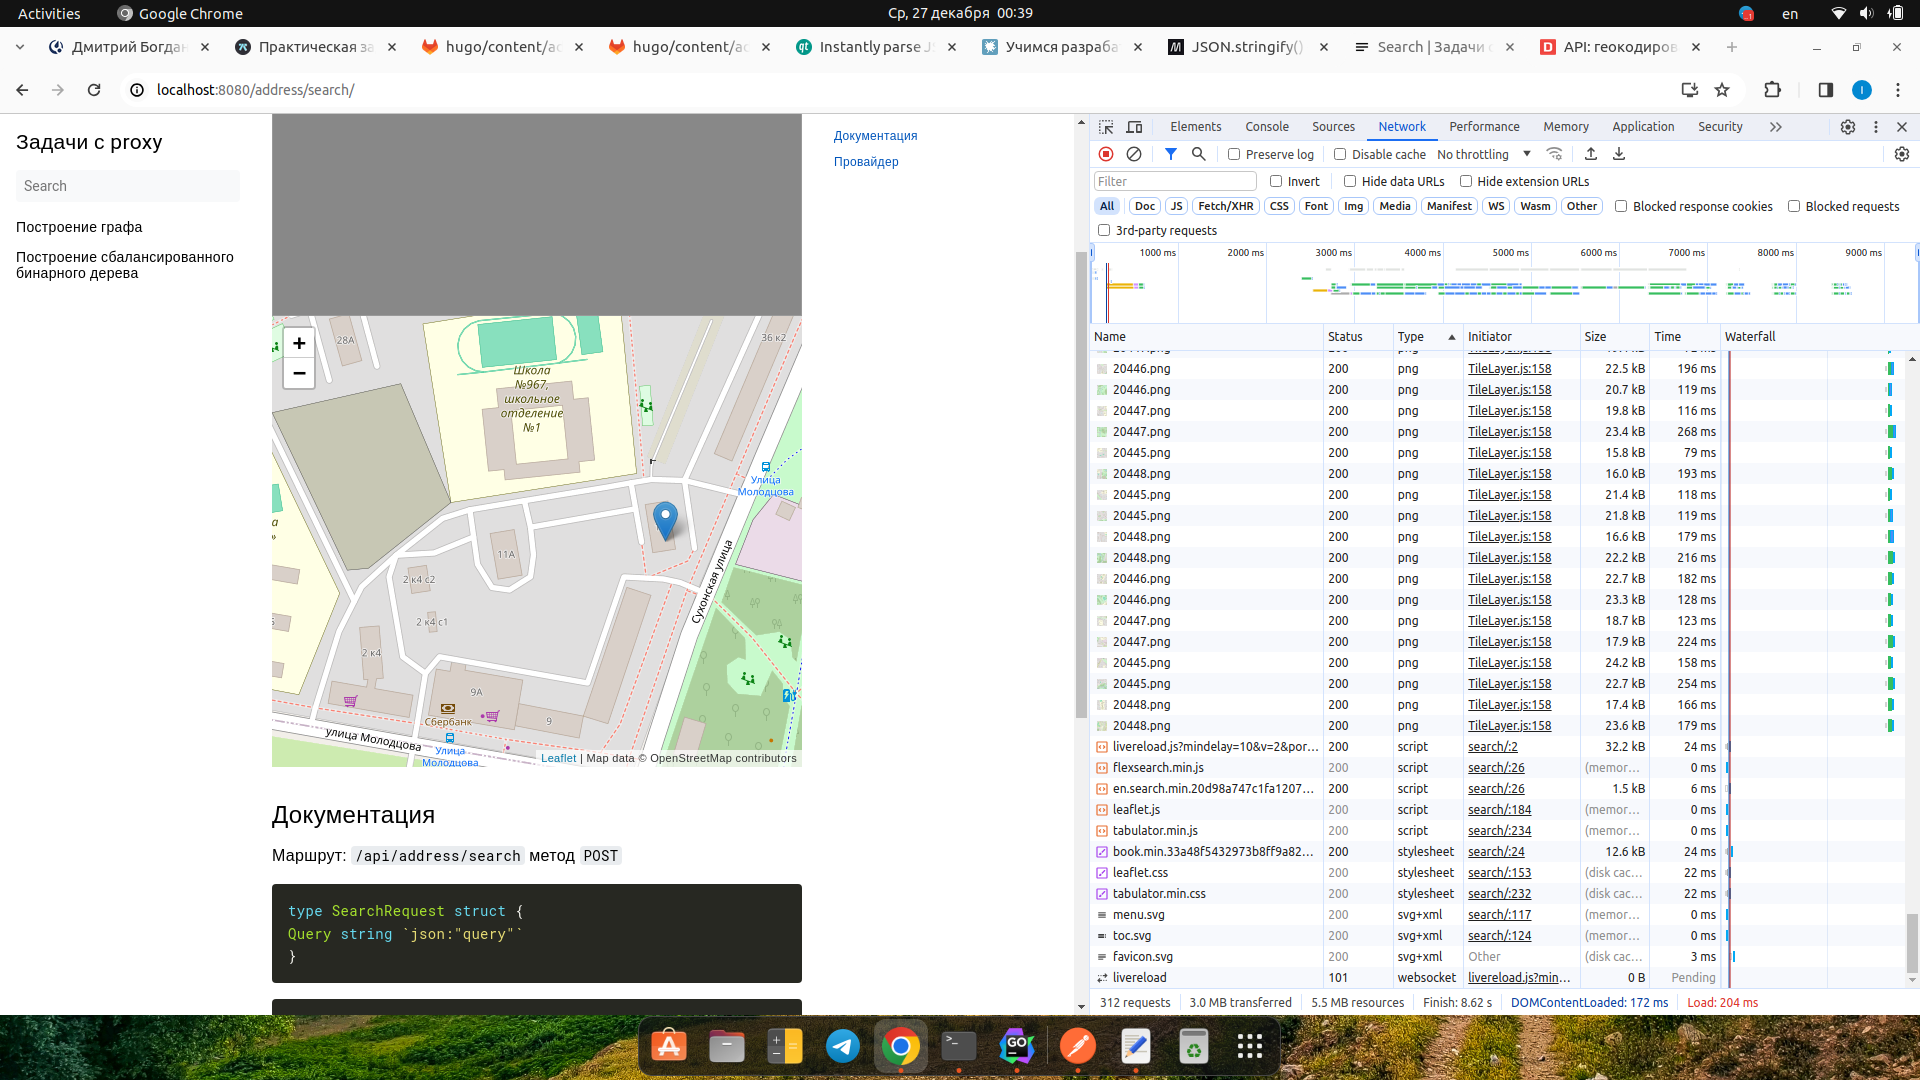 Activities
Google Chrome
Ср, 27 декабря 00:39
en
Дмитрий Богдан
Практическая за
hugo/content/ac
hugo/content/ac
Instantly parse JS
Учимся разраба
JSON.stringify()
Search | Задачи с
API: геокодиров
localhost:8080/address/search/
Задачи с proxy
Search
Построение графа
Построение сбалансированного
бинарного дерева
Документация
Провайдер
+
−
28А
36 к2
Школа
№967,
школьное
отделение
№1
Улица
Молодцова
11А
2 к4 с2
2 к4 с1
2 к4
9А
9
Сбербанк
Сухонская улица
улица Молодцова
Улица
Молодцова
Leaflet | Map data © OpenStreetMap contributors
Документация
Маршрут: /api/address/search метод POST
type SearchRequest struct {
Query string `json:"query"`
}
Elements Console Sources Network Performance Memory Application Security
Preserve log Disable cache No throttling
Filter Invert Hide data URLs Hide extension URLs
All Doc JS Fetch/XHR CSS Font Img Media Manifest WS Wasm Other Blocked response cookies Blocked requests
3rd-party requests
1000 ms 2000 ms 3000 ms 4000 ms 5000 ms 6000 ms 7000 ms 8000 ms 9000 ms
Name Status Type Initiator Size Time Waterfall
20446.png 200 png TileLayer.js:158 22.5 kB 196 ms
20446.png 200 png TileLayer.js:158 20.7 kB 119 ms
20447.png 200 png TileLayer.js:158 19.8 kB 116 ms
20447.png 200 png TileLayer.js:158 23.4 kB 268 ms
20445.png 200 png TileLayer.js:158 15.8 kB 79 ms
20448.png 200 png TileLayer.js:158 16.0 kB 193 ms
20445.png 200 png TileLayer.js:158 21.4 kB 118 ms
20445.png 200 png TileLayer.js:158 21.8 kB 119 ms
20448.png 200 png TileLayer.js:158 16.6 kB 179 ms
20448.png 200 png TileLayer.js:158 22.2 kB 216 ms
20446.png 200 png TileLayer.js:158 22.7 kB 182 ms
20446.png 200 png TileLayer.js:158 23.3 kB 128 ms
20447.png 200 png TileLayer.js:158 18.7 kB 123 ms
20447.png 200 png TileLayer.js:158 17.9 kB 224 ms
20445.png 200 png TileLayer.js:158 24.2 kB 158 ms
20445.png 200 png TileLayer.js:158 22.7 kB 254 ms
20448.png 200 png TileLayer.js:158 17.4 kB 166 ms
20448.png 200 png TileLayer.js:158 23.6 kB 179 ms
livereload.js?mindelay=10&v=2&por… 200 script search/:2 32.2 kB 24 ms
flexsearch.min.js 200 script search/:26 (memor… 0 ms
en.search.min.20d98a747c1fa1207… 200 script search/:26 1.5 kB 6 ms
leaflet.js 200 script search/:184 (memor… 0 ms
tabulator.min.js 200 script search/:234 (memor… 0 ms
book.min.33a48f5432973b8ff9a82… 200 stylesheet search/:24 12.6 kB 24 ms
leaflet.css 200 stylesheet search/:153 (disk cac… 22 ms
tabulator.min.css 200 stylesheet search/:232 (disk cac… 22 ms
menu.svg 200 svg+xml search/:117 (memor… 0 ms
toc.svg 200 svg+xml search/:124 (memor… 0 ms
favicon.svg 200 svg+xml Other (disk cac… 3 ms
livereload 101 websocket livereload.js?min… 0 B Pending
312 requests 3.0 MB transferred 5.5 MB resources Finish: 8.62 s DOMContentLoaded: 172 ms Load: 204 ms
GO